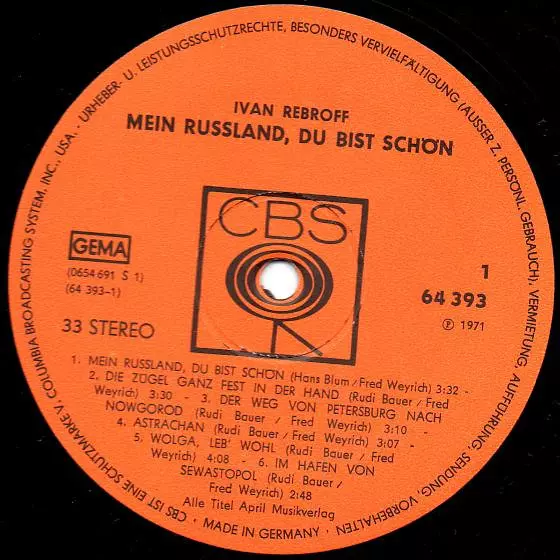 - URHEBER- U. LEISTUNGSSCHUTZRECHTE, BESONDERS VERVIELFÄLTIGUNG (AUSSER Z. PERSÖNL. GEBRAUCH), VERMIETUNG, AUFFÜHRUNG, SENDUNG, VORBEHALTEN
IVAN REBROFF
MEIN RUSSLAND, DU BIST SCHÖN
CBS
GEMA
(0654 691 S 1)
(64 393-1)
33 STEREO
1
64 393
Ⓟ 1971
1. MEIN RUSSLAND, DU BIST SCHÖN (Hans Blum/Fred Weyrich) 3:32 -
2. DIE ZÜGEL GANZ FEST IN DER HAND (Rudi Bauer / Fred
Weyrich) 3:30 - 3. DER WEG VON PETERSBURG NACH
NOWGOROD (Rudi Bauer / Fred Weyrich) 3:10 -
4. ASTRACHAN (Rudi Bauer / Fred Weyrich) 3:07 -
5. WOLGA, LEB' WOHL (Rudi Bauer / Fred
Weyrich) 4:08 - 6. IM HAFEN VON
SEWASTOPOL (Rudi Bauer /
Fred Weyrich) 2:48
Alle Titel April Musikverlag
CBS IST EINE SCHUTZMARKE V. COLUMBIA BROADCASTING SYSTEM, INC., USA.
• MADE IN GERMANY •